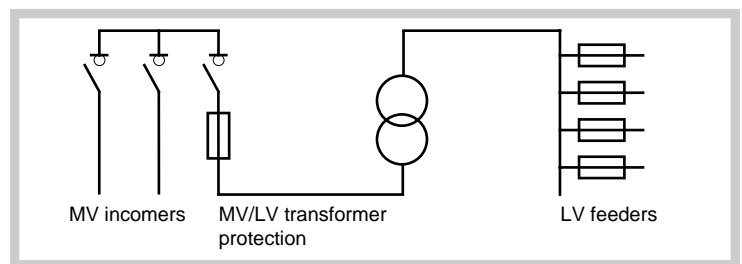 MV incomers
MV/LV transformer
protection
LV feeders